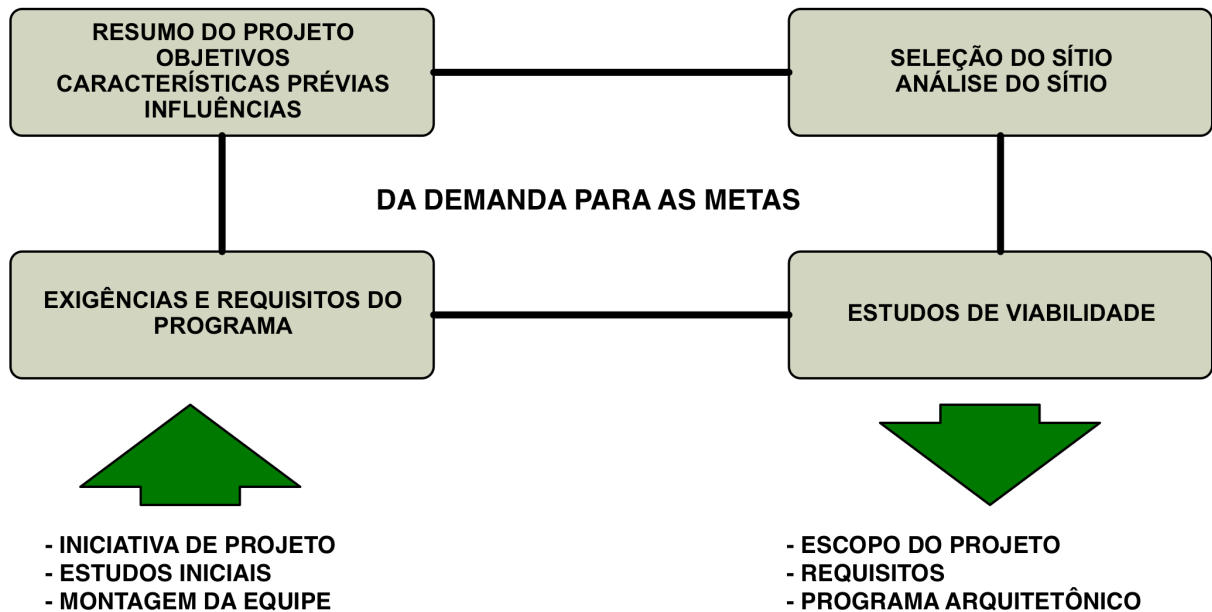 RESUMO DO PROJETO
OBJETIVOS
CARACTERÍSTICAS PRÉVIAS
INFLUÊNCIAS
SELEÇÃO DO SÍTIO
ANÁLISE DO SÍTIO
DA DEMANDA PARA AS METAS
EXIGÊNCIAS E REQUISITOS DO
PROGRAMA
ESTUDOS DE VIABILIDADE
- INICIATIVA DE PROJETO
- ESTUDOS INICIAIS
- MONTAGEM DA EQUIPE
- ESCOPO DO PROJETO
- REQUISITOS
- PROGRAMA ARQUITETÔNICO